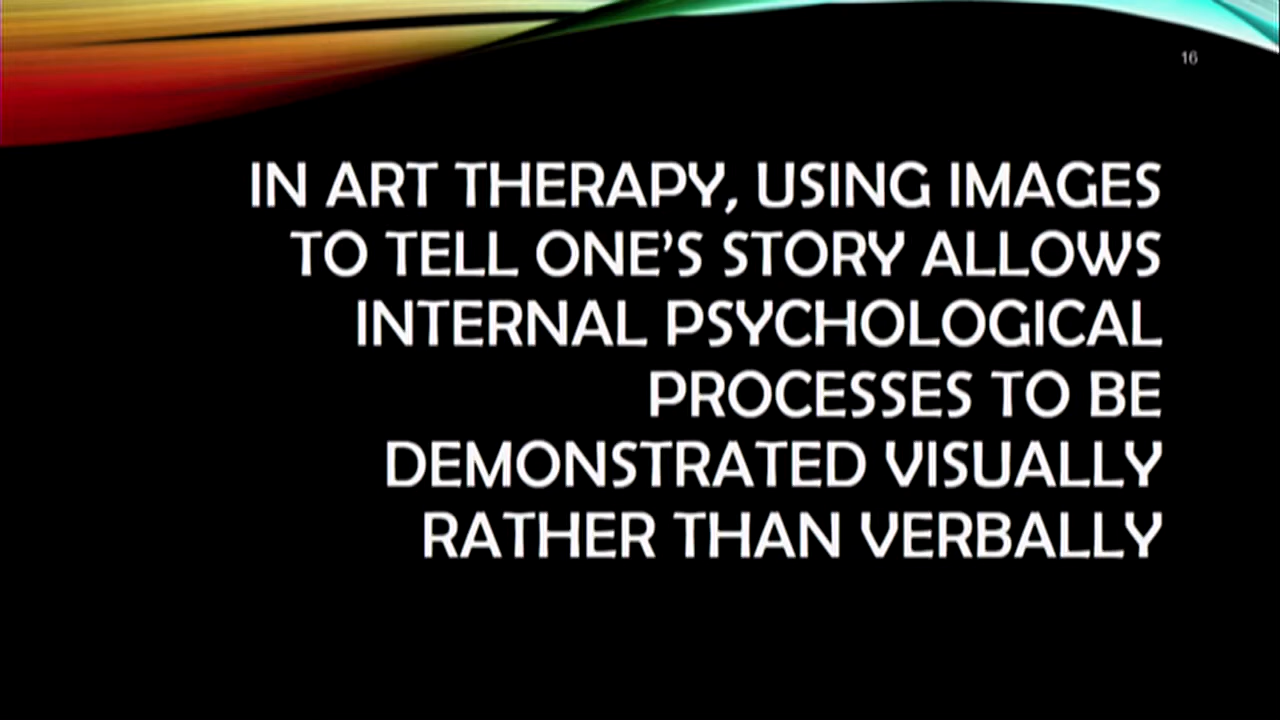 16
IN ART THERAPY, USING IMAGES
TO TELL ONE’S STORY ALLOWS
INTERNAL PSYCHOLOGICAL
PROCESSES TO BE
DEMONSTRATED VISUALLY
RATHER THAN VERBALLY